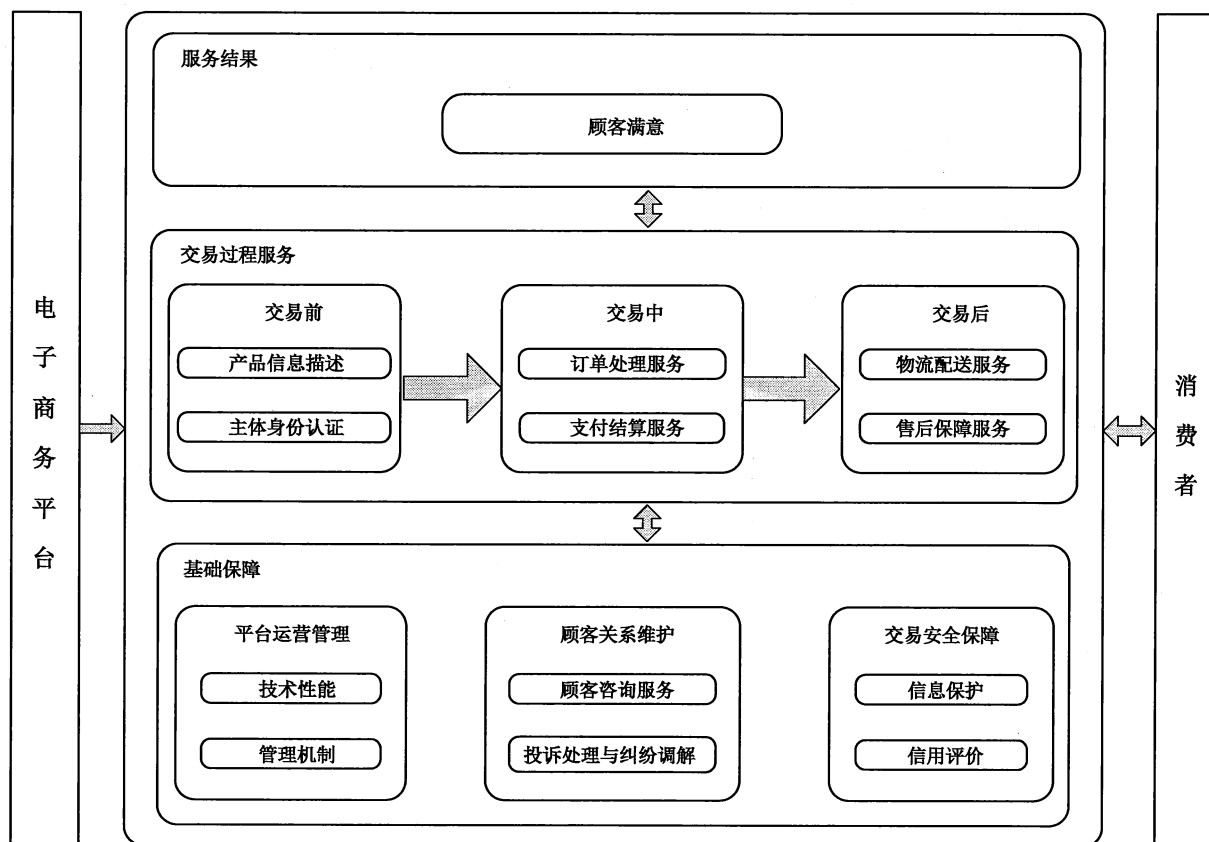 电子商务平台
服务结果
顾客满意
交易过程服务
交易前
产品信息描述
主体身份认证
交易中
订单处理服务
支付结算服务
交易后
物流配送服务
售后保障服务
基础保障
平台运营管理
技术性能
管理机制
顾客关系维护
顾客咨询服务
投诉处理与纠纷调解
交易安全保障
信息保护
信用评价
消费者